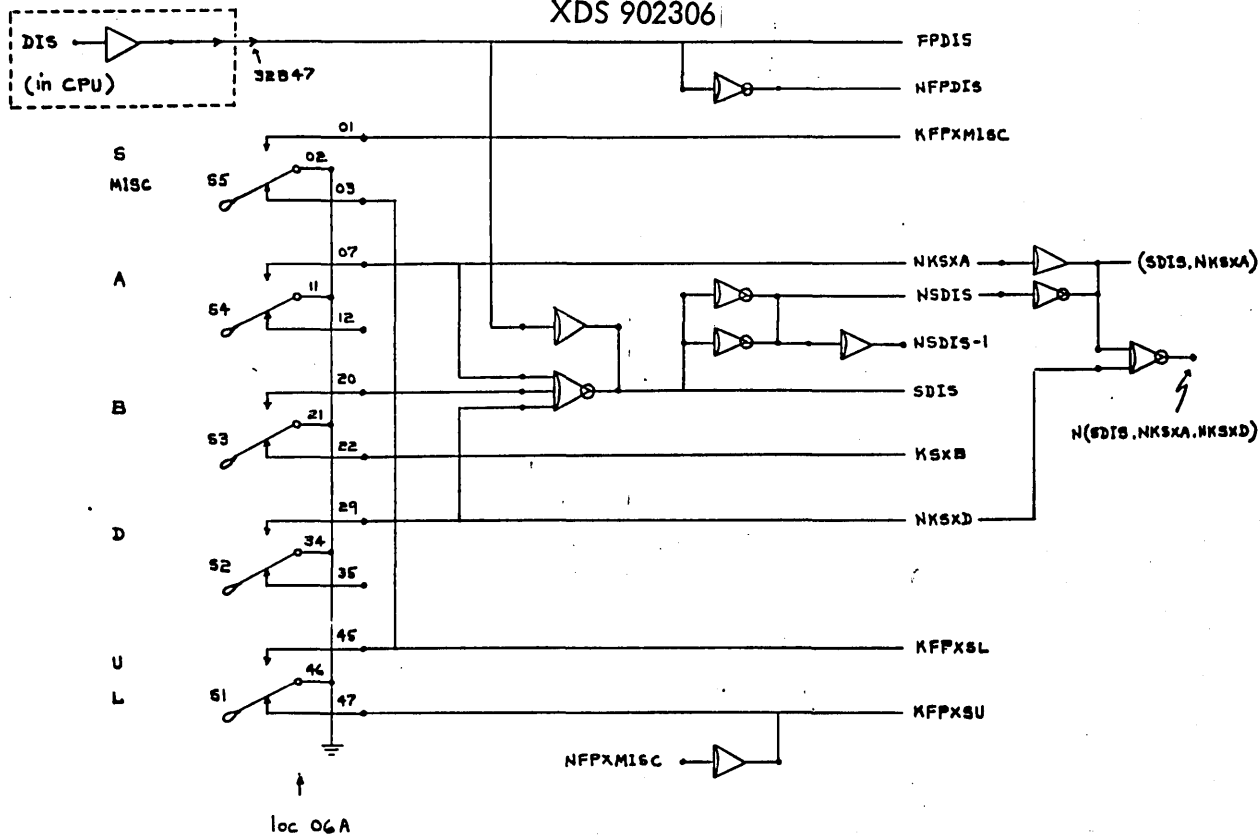 XDS 902306
DIS
(in CPU)
32B47
FPDIS
NFPDIS
S
MISC
S5
01
02
03
KFPXMISC
A
S4
07
11
12
NKSXA
(SDIS,NKSXA)
NSDIS
NSDIS-1
B
S3
20
21
22
SDIS
N(SDIS,NKSXA,NKSXD)
KSXB
D
S2
29
34
35
NKSXD
U
L
S1
45
46
47
KFPXSL
KFPXSU
NFPXMISC
loc 06A